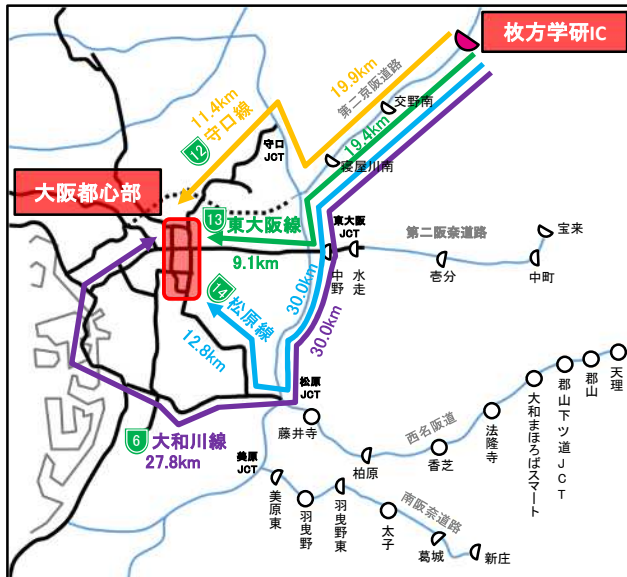 枚方学研IC
19.9km
第二京阪道路
交野南
11.4km
守口線
12
19.4km
守口
JCT
寝屋川南
大阪都心部
13
東大阪線
9.1km
東大阪
JCT
第二阪奈道路
宝来
中野
水走
壱分
中町
14
松原線
12.8km
30.0km
30.0km
松原
JCT
藤井寺
西名阪道
柏原
香芝
法隆寺
大和まほろばスマート
郡山下ツ道JCT
郡山
天理
6
大和川線
27.8km
美原
JCT
美原東
羽曳野
羽曳野東
太子
南阪奈道路
葛城
新庄